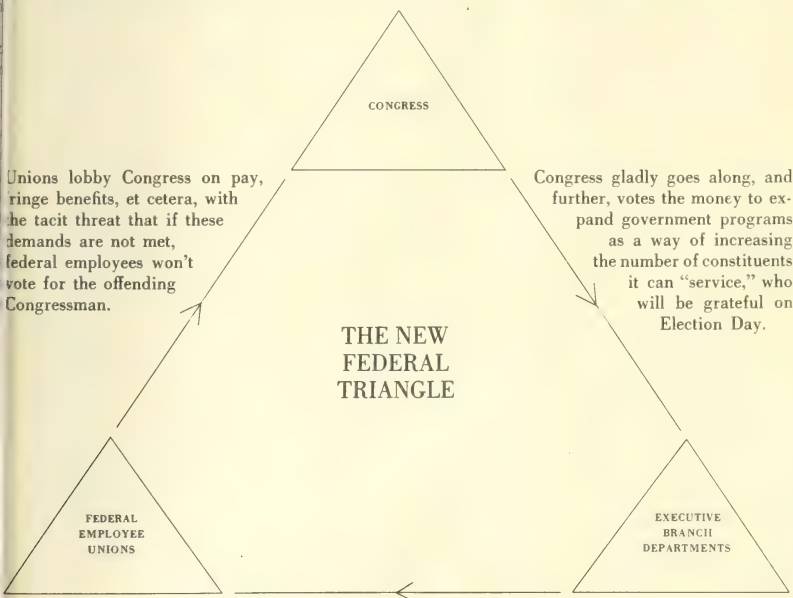 CONGRESS
Unions lobby Congress on pay,
ringe benefits, et cetera, with
he tacit threat that if these
demands are not met,
federal employees won't
vote for the offending
Congressman.
Congress gladly goes along, and
further, votes the money to ex-
pand government programs
as a way of increasing
the number of constituents
it can "service," who
will be grateful on
Election Day.
THE NEW
FEDERAL
TRIANGLE
FEDERAL
EMPLOYEE
UNIONS
EXECUTIVE
BRANCH
DEPARTMENTS